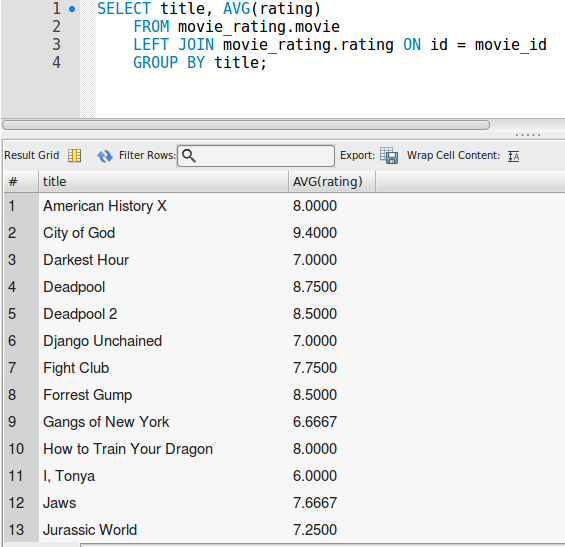 1 SELECT title, AVG(rating)
2 FROM movie_rating.movie
3 LEFT JOIN movie_rating.rating ON id = movie_id
4 GROUP BY title;
Result Grid Filter Rows: Export: Wrap Cell Content: IA
# title AVG(rating)
1 American History X 8.0000
2 City of God 9.4000
3 Darkest Hour 7.0000
4 Deadpool 8.7500
5 Deadpool 2 8.5000
6 Django Unchained 7.0000
7 Fight Club 7.7500
8 Forrest Gump 8.5000
9 Gangs of New York 6.6667
10 How to Train Your Dragon 8.0000
11 I, Tonya 6.0000
12 Jaws 7.6667
13 Jurassic World 7.2500